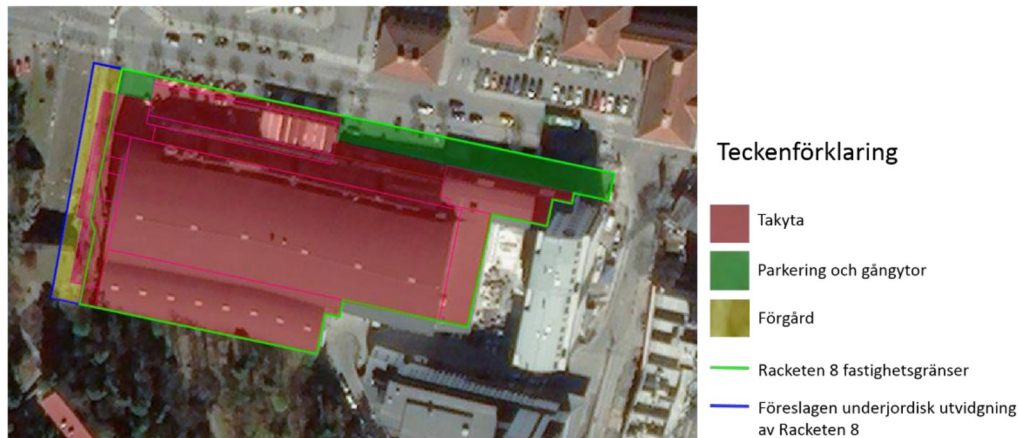 Teckenförklaring
Takyta
Parkering och gångytor
Förgård
Racketen 8 fastighetsgränser
Föreslagen underjordisk utvidgning
av Racketen 8